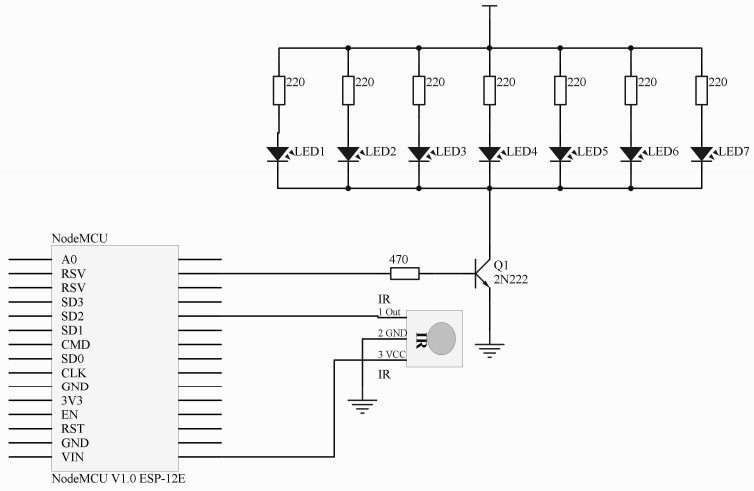 220 220 220 220 220 220 220
LED1 LED2 LED3 LED4 LED5 LED6 LED7
NodeMCU
A0
RSV
RSV
SD3
SD2
SD1
CMD
SD0
CLK
GND
3V3
EN
RST
GND
VIN
NodeMCU V1.0 ESP-12E
470
Q1
2N222
IR
1 Out
2 GND
3 VCC
IR
IR